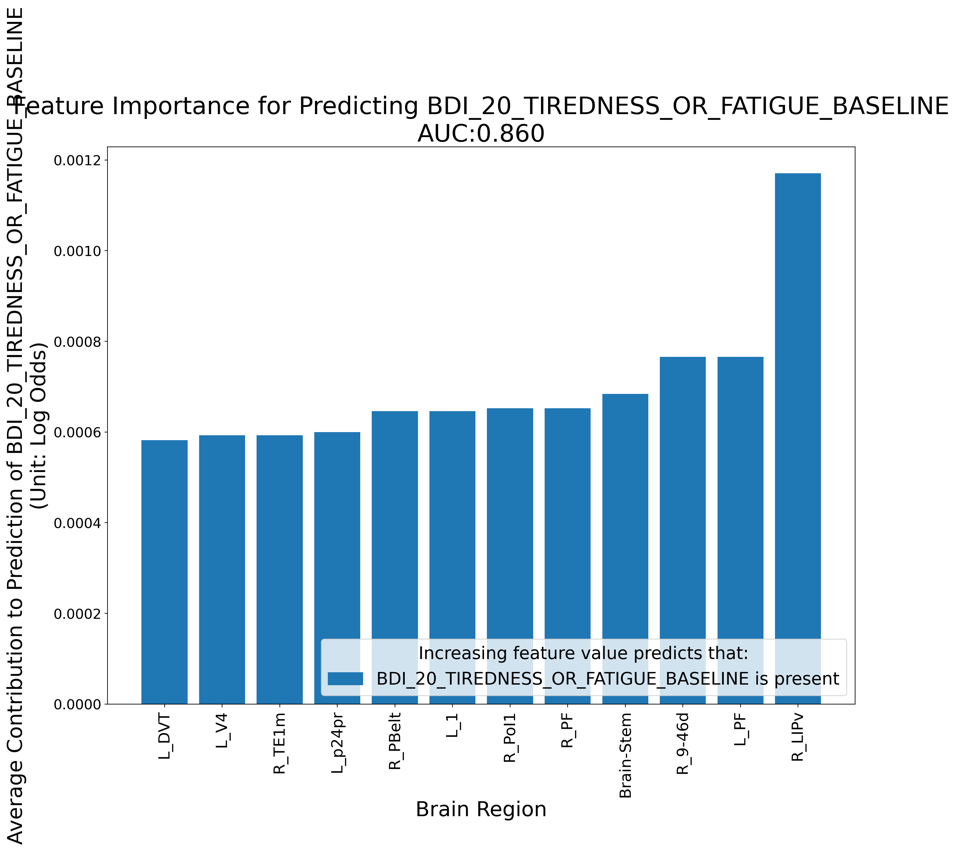 Feature Importance for Predicting BDI_20_TIREDNESS_OR_FATIGUE_BASELINE
AUC:0.860
Average Contribution to Prediction of BDI_20_TIREDNESS_OR_FATIGUE_BASELINE
(Unit: Log Odds)
0.0012
0.0010
0.0008
0.0006
0.0004
0.0002
0.0000
Increasing feature value predicts that:
BDI_20_TIREDNESS_OR_FATIGUE_BASELINE is present
L_DVT
L_V4
R_TE1m
L_p24pr
R_PBelt
L_1
R_PoI1
R_PF
Brain-Stem
R_9-46d
L_PF
R_LIPv
Brain Region